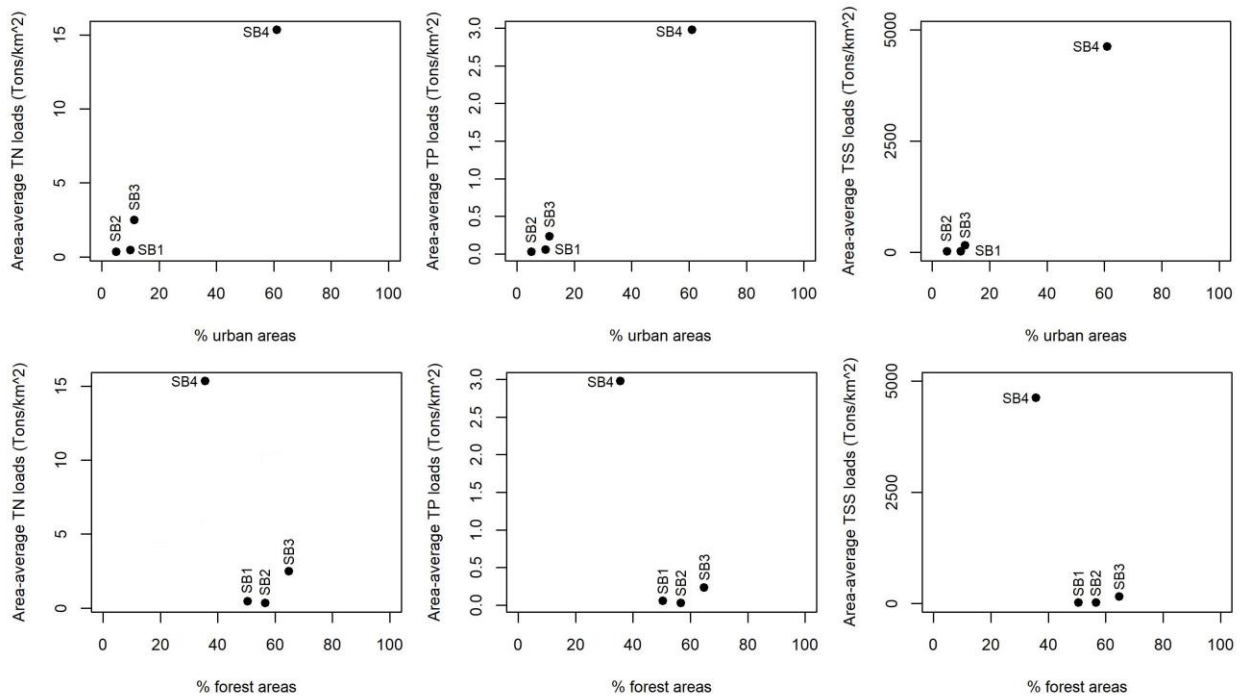 Area-average TN loads (Tons/km^2)
15
10
5
0
SB4
SB3
SB2
SB1
0 20 40 60 80 100
% urban areas
Area-average TP loads (Tons/km^2)
3.0
2.5
2.0
1.5
1.0
0.5
0.0
SB4
SB3
SB2
SB1
0 20 40 60 80 100
% urban areas
Area-average TSS loads (Tons/km^2)
5000
2500
0
SB4
SB2
SB3
SB1
0 20 40 60 80 100
% urban areas
Area-average TN loads (Tons/km^2)
15
10
5
0
SB4
SB1
SB2
SB3
0 20 40 60 80 100
% forest areas
Area-average TP loads (Tons/km^2)
3.0
2.5
2.0
1.5
1.0
0.5
0.0
SB4
SB1
SB2
SB3
0 20 40 60 80 100
% forest areas
Area-average TSS loads (Tons/km^2)
5000
2500
0
SB4
SB1
SB2
SB3
0 20 40 60 80 100
% forest areas